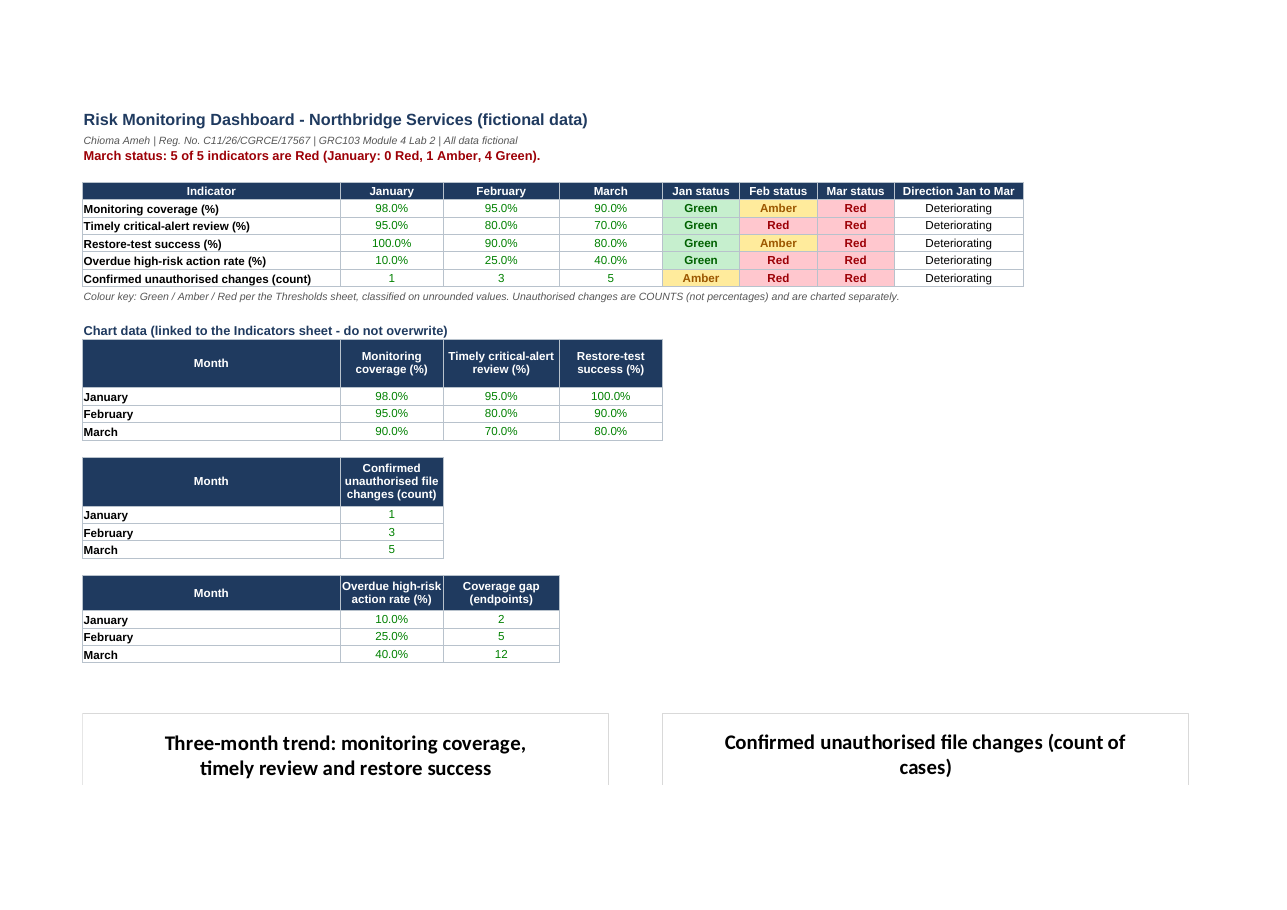 Risk Monitoring Dashboard - Northbridge Services (fictional data)
Chioma Ameh | Reg. No. C11/26/CGRCE/17567 | GRC103 Module 4 Lab 2 | All data fictional
March status: 5 of 5 indicators are Red (January: 0 Red, 1 Amber, 4 Green).
Indicator January February March Jan status Feb status Mar status Direction Jan to Mar
Monitoring coverage (%) 98.0% 95.0% 90.0% Green Amber Red Deteriorating
Timely critical-alert review (%) 95.0% 80.0% 70.0% Green Red Red Deteriorating
Restore-test success (%) 100.0% 90.0% 80.0% Green Amber Red Deteriorating
Overdue high-risk action rate (%) 10.0% 25.0% 40.0% Green Red Red Deteriorating
Confirmed unauthorised changes (count) 1 3 5 Amber Red Red Deteriorating
Colour key: Green / Amber / Red per the Thresholds sheet, classified on unrounded values. Unauthorised changes are COUNTS (not percentages) and are charted separately.
Chart data (linked to the Indicators sheet - do not overwrite)
Month Monitoring coverage (%) Timely critical-alert review (%) Restore-test success (%)
January 98.0% 95.0% 100.0%
February 95.0% 80.0% 90.0%
March 90.0% 70.0% 80.0%
Month Confirmed unauthorised file changes (count)
January 1
February 3
March 5
Month Overdue high-risk action rate (%) Coverage gap (endpoints)
January 10.0% 2
February 25.0% 5
March 40.0% 12
Three-month trend: monitoring coverage,
timely review and restore success
Confirmed unauthorised file changes (count of
cases)